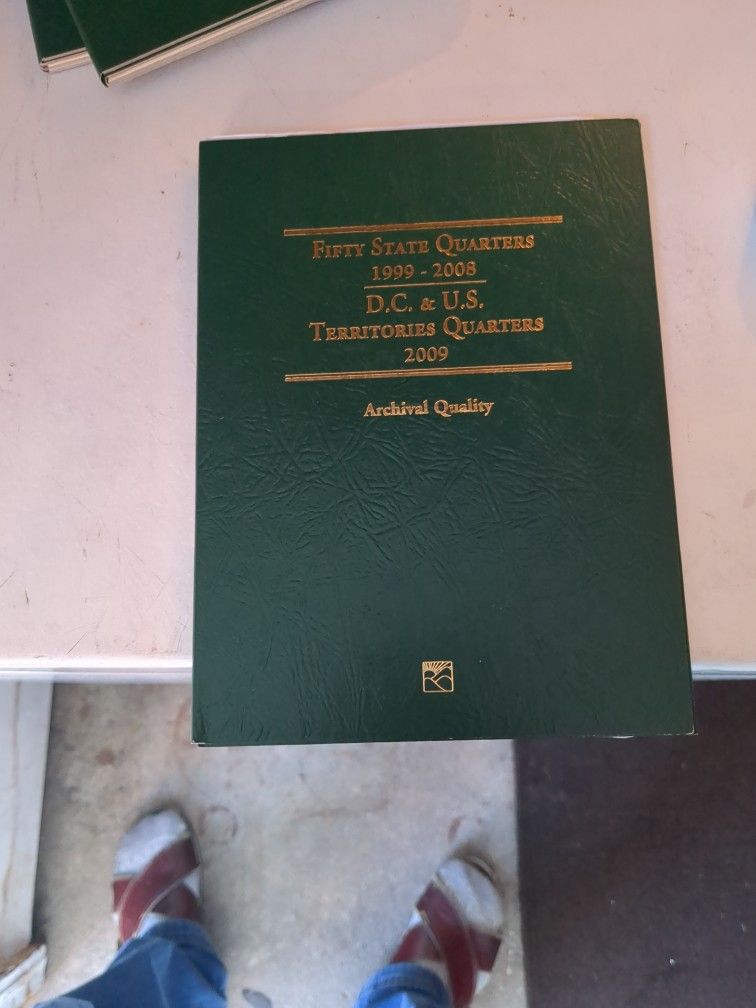 Fifty State Quarters
1999 - 2008
D.C. & U.S.
Territories Quarters
2009
Archival Quality